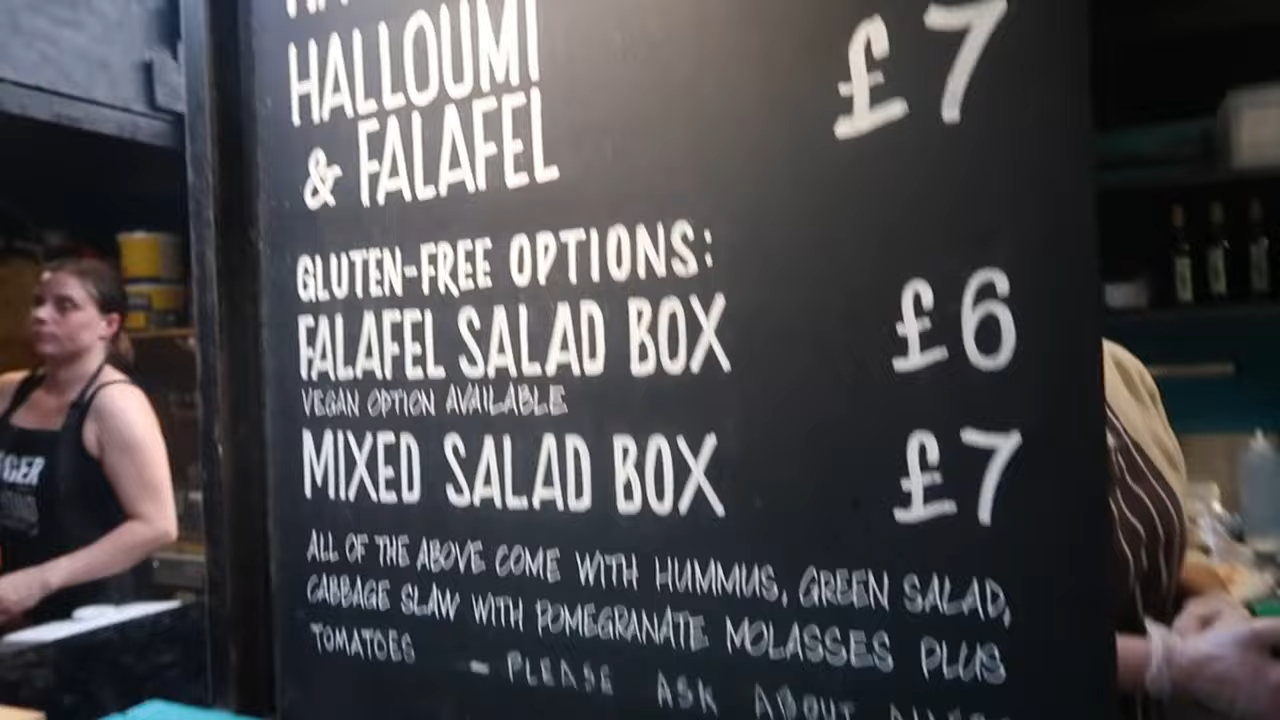 HALLOUMI
& FALAFEL
£7
GLUTEN-FREE OPTIONS:
FALAFEL SALAD BOX £6
VEGAN OPTION AVAILABLE
MIXED SALAD BOX £7
ALL OF THE ABOVE COME WITH HUMMUS, GREEN SALAD,
CABBAGE SLAW WITH POMEGRANATE MOLASSES PLUS
TOMATOES - PLEASE ASK ABOUT